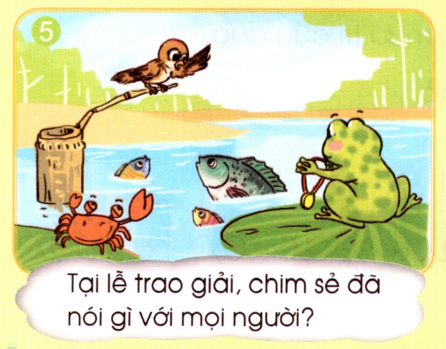 5
Tại lễ trao giải, chim sẻ đã
nói gì với mọi người?